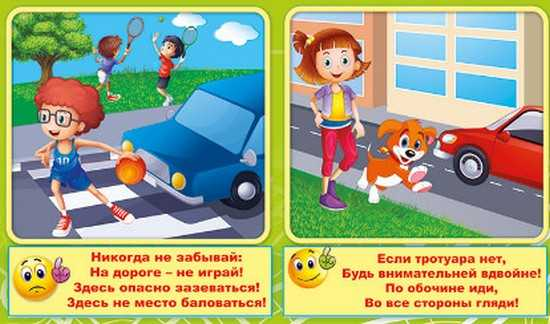 Никогда не забывай:
На дороге – не играй!
Здесь опасно зазеваться!
Здесь не место баловаться!
Если тротуара нет,
Будь внимательней вдвойне!
По обочине иди,
Во все стороны гляди!
10